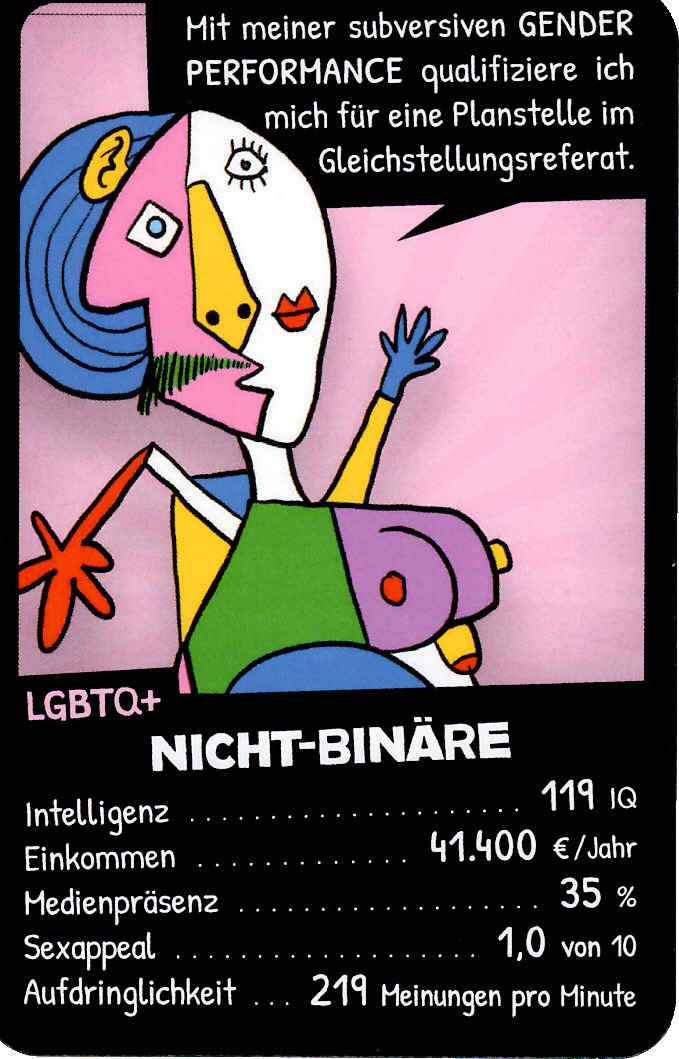 Mit meiner subversiven GENDER
PERFORMANCE qualifiziere ich
mich für eine Planstelle im
Gleichstellungsreferat.
LGBTQ+
NICHT-BINÄRE
Intelligenz ..................... 119 IQ
Einkommen ............. 41.400 €/Jahr
Medienpräsenz ................... 35 %
Sexappeal ................... 1,0 von 10
Aufdringlichkeit ... 219 Meinungen pro Minute